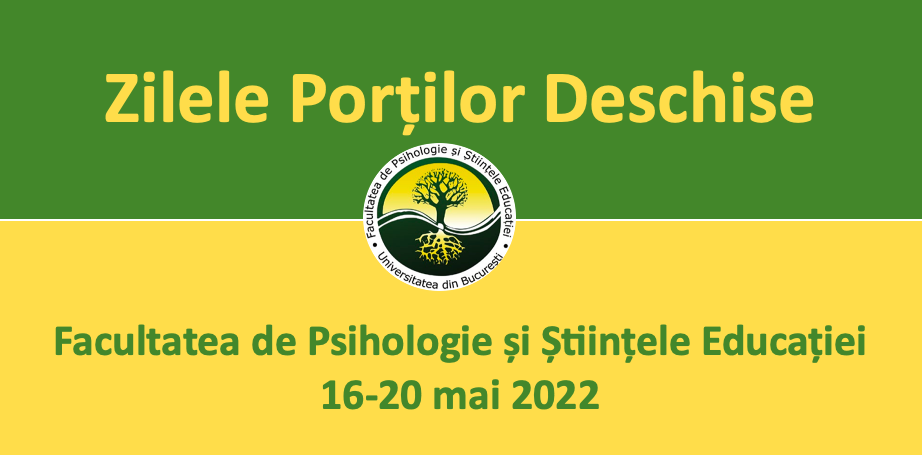 Zilele Porților Deschise
Facultatea de Psihologie și Științele Educației
• Universitatea din București •
Facultatea de Psihologie și Științele Educației
16-20 mai 2022